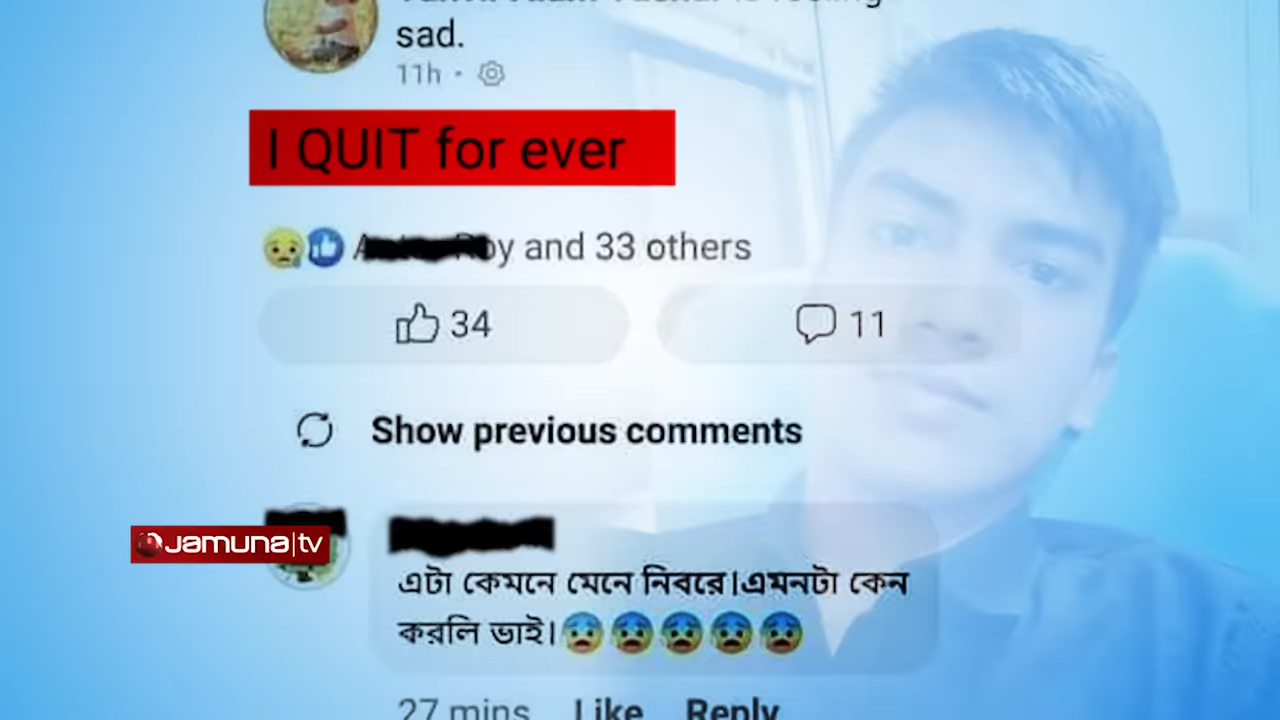 sad.
11h
I QUIT for ever
and 33 others
34
11
Show previous comments
jamuna|tv
এটা কেমনে মেনে নিবরে।এমনটা কেন
করলি ভাই।😰😰😰😰😰
27 mins Like Reply